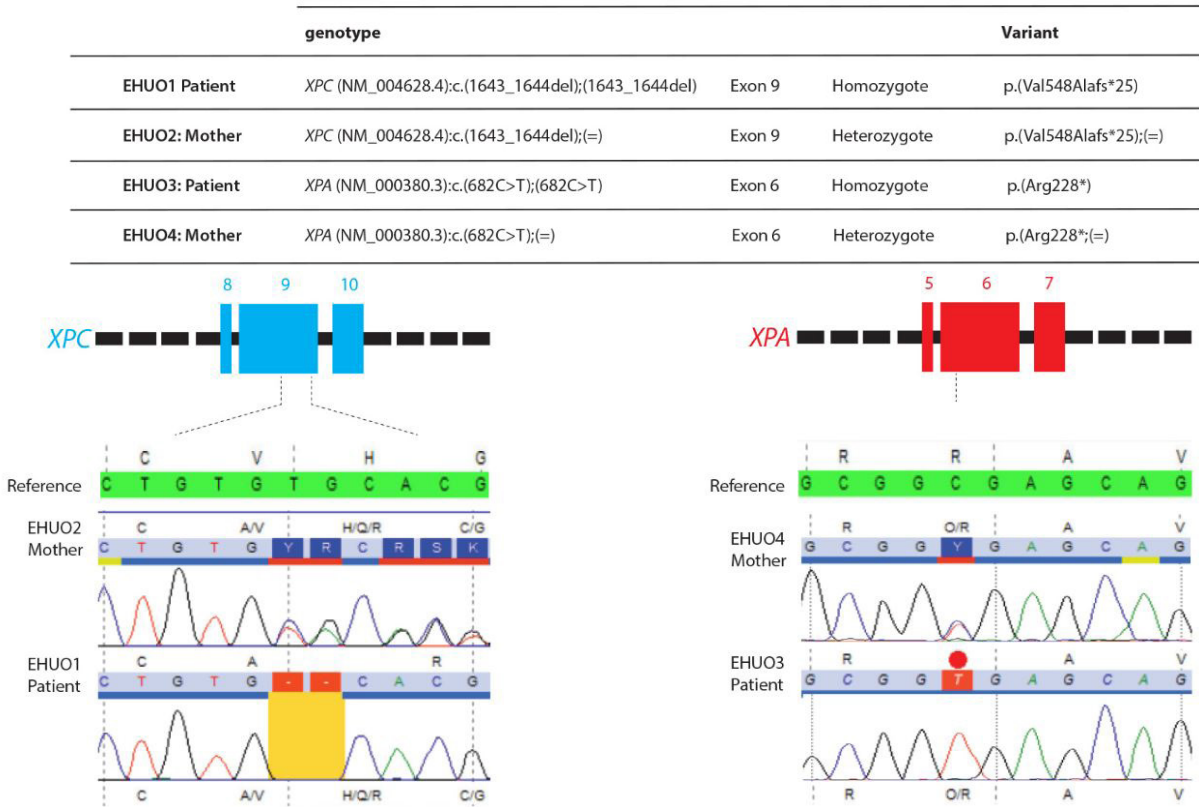 genotype Variant
EHUO1 Patient XPC (NM_004628.4):c.(1643_1644del);(1643_1644del) Exon 9 Homozygote p.(Val548Alafs*25)
EHUO2: Mother XPC (NM_004628.4):c.(1643_1644del);(=) Exon 9 Heterozygote p.(Val548Alafs*25);(=)
EHUO3: Patient XPA (NM_000380.3):c.(682C>T);(682C>T) Exon 6 Homozygote p.(Arg228*)
EHUO4: Mother XPA (NM_000380.3):c.(682C>T);(=) Exon 6 Heterozygote p.(Arg228*;(=)
8 9 10
XPC
C V H G
Reference C T G T G T G C A C G
EHUO2 Mother
C A/V H/Q/R C/G
C T G T G Y R C R S K
EHUO1 Patient
C A R
C T G T G - - C A C G
C A/V H/Q/R C/G
5 6 7
XPA
R R A V
Reference G C G G C G A G C A G
EHUO4 Mother
R O/R A V
G C G G Y G A G C A G
EHUO3 Patient
R A V
G C G G T G A G C A G
R O/R A V